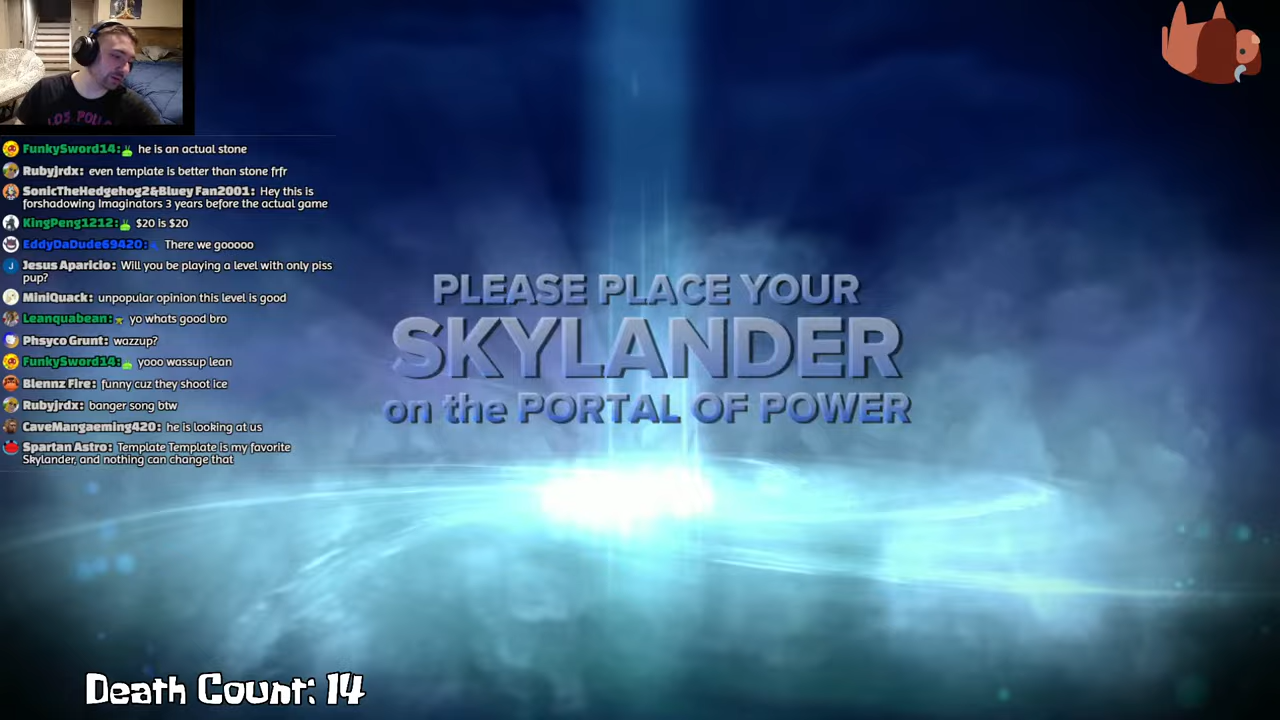 LOS POLL
FunkySword14: he is an actual stone
Rubyjrdx: even template is better than stone frfr
SonicTheHedgehog2&Bluey Fan2001: Hey this is
forshadowing Imaginators 3 years before the actual game
KingPeng1212: $20 is $20
EddyDaDude69420: There we gooooo
J Jesus Aparicio: Will you be playing a level with only piss
pup?
MiniQuack: unpopular opinion this level is good
Leanquabean: yo whats good bro
Phsyco Grunt: wazzup?
FunkySword14: yooo wassup lean
Blennz Fire: funny cuz they shoot ice
Rubyjrdx: banger song btw
CaveMangaeming420: he is looking at us
Spartan Astro: Template Template is my favorite
Skylander, and nothing can change that
PLEASE PLACE YOUR
SKYLANDER
on the PORTAL OF POWER
Death Count: 14